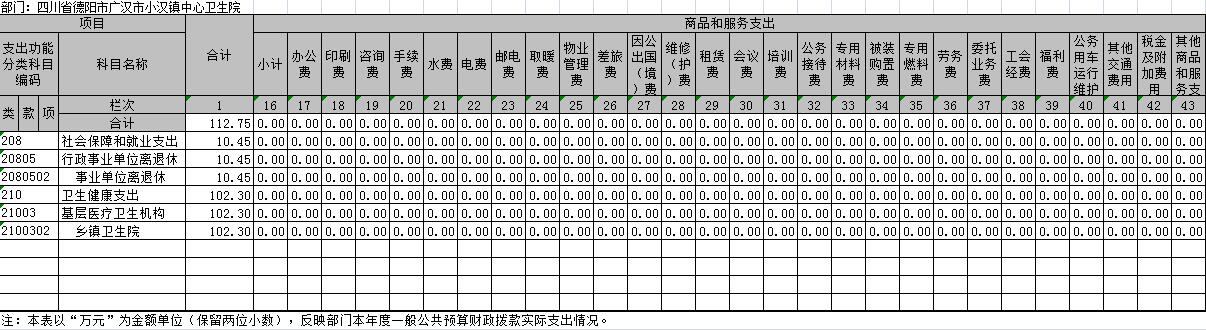 部门：四川省德阳市广汉市小汉镇中心卫生院
项目 合计 商品和服务支出
支出功能分类科目编码 科目名称 小计 办公费 印刷费 咨询费 手续费 水费 电费 邮电费 取暖费 物业管理费 差旅费 因公出国（境）费 维修（护）费 租赁费 会议费 培训费 公务接待费 专用材料费 被装购置费 专用燃料费 劳务费 委托业务费 工会经费 福利费 公务用车运行维护 其他交通费用 税金及附加费用 其他商品和服务支
类 款 项 栏次 1 16 17 18 19 20 21 22 23 24 25 26 27 28 29 30 31 32 33 34 35 36 37 38 39 40 41 42 43
合计 112.75 0.00 0.00 0.00 0.00 0.00 0.00 0.00 0.00 0.00 0.00 0.00 0.00 0.00 0.00 0.00 0.00 0.00 0.00 0.00 0.00 0.00 0.00 0.00 0.00 0.00 0.00 0.00 0.00
208 社会保障和就业支出 10.45 0.00 0.00 0.00 0.00 0.00 0.00 0.00 0.00 0.00 0.00 0.00 0.00 0.00 0.00 0.00 0.00 0.00 0.00 0.00 0.00 0.00 0.00 0.00 0.00 0.00 0.00 0.00 0.00
20805 行政事业单位离退休 10.45 0.00 0.00 0.00 0.00 0.00 0.00 0.00 0.00 0.00 0.00 0.00 0.00 0.00 0.00 0.00 0.00 0.00 0.00 0.00 0.00 0.00 0.00 0.00 0.00 0.00 0.00 0.00 0.00
2080502 事业单位离退休 10.45 0.00 0.00 0.00 0.00 0.00 0.00 0.00 0.00 0.00 0.00 0.00 0.00 0.00 0.00 0.00 0.00 0.00 0.00 0.00 0.00 0.00 0.00 0.00 0.00 0.00 0.00 0.00 0.00
210 卫生健康支出 102.30 0.00 0.00 0.00 0.00 0.00 0.00 0.00 0.00 0.00 0.00 0.00 0.00 0.00 0.00 0.00 0.00 0.00 0.00 0.00 0.00 0.00 0.00 0.00 0.00 0.00 0.00 0.00 0.00
21003 基层医疗卫生机构 102.30 0.00 0.00 0.00 0.00 0.00 0.00 0.00 0.00 0.00 0.00 0.00 0.00 0.00 0.00 0.00 0.00 0.00 0.00 0.00 0.00 0.00 0.00 0.00 0.00 0.00 0.00 0.00 0.00
2100302 乡镇卫生院 102.30 0.00 0.00 0.00 0.00 0.00 0.00 0.00 0.00 0.00 0.00 0.00 0.00 0.00 0.00 0.00 0.00 0.00 0.00 0.00 0.00 0.00 0.00 0.00 0.00 0.00 0.00 0.00 0.00
注：本表以“万元”为金额单位（保留两位小数），反映部门本年度一般公共预算财政拨款实际支出情况。